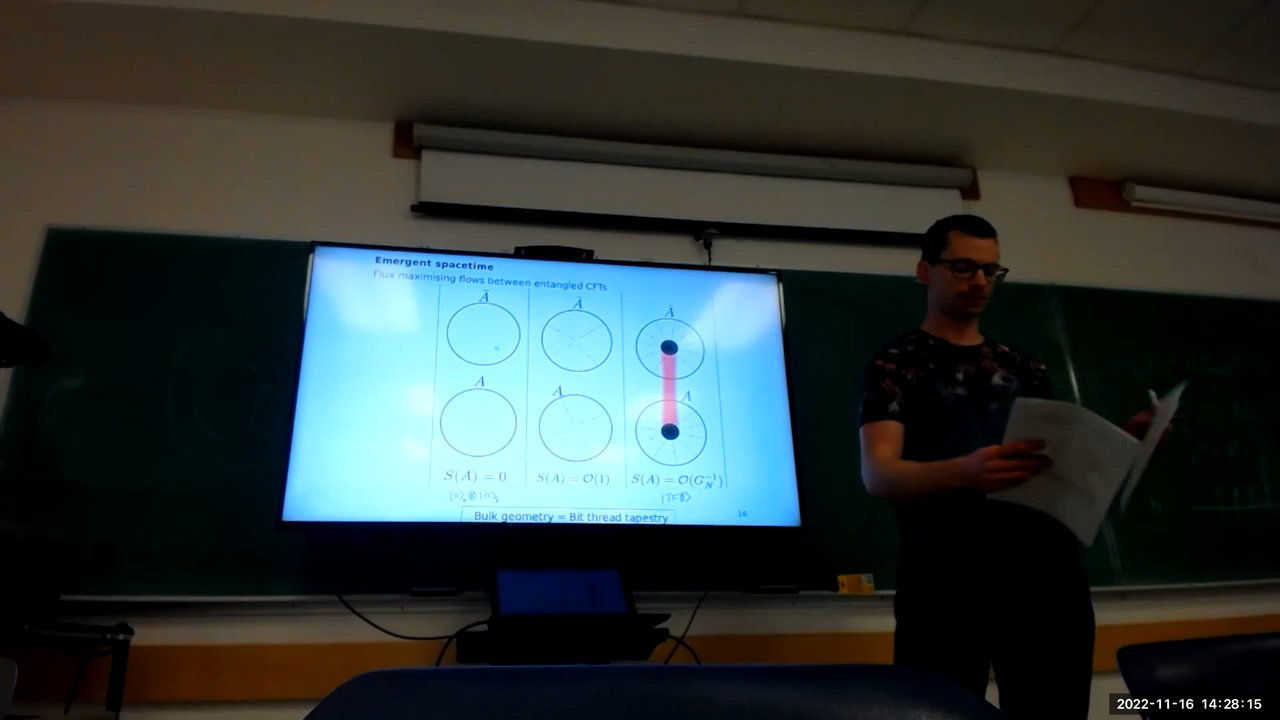 Emergent spacetime
Flux maximising flows between entangled CFTs
Ā Ā Ā
A A A
S(A) = 0 S(A) = 𝒪(1) S(A) = 𝒪(G_N^{-1})
|0⟩⊗|0⟩ |TFD⟩
Bulk geometry = Bit thread tapestry
16
2022-11-16 14:28:15